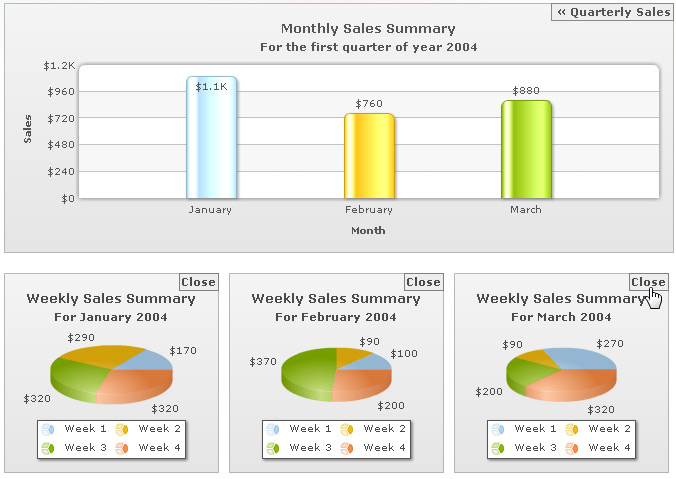 « Quarterly Sales
Monthly Sales Summary
For the first quarter of year 2004
$1.2K
$960
$720
$480
$240
$0
Sales
$1.1K
$760
$880
January February March
Month
Close
Weekly Sales Summary
For January 2004
$290
$170
$320
$320
Week 1 Week 2
Week 3 Week 4
Close
Weekly Sales Summary
For February 2004
$90
$100
$370
$200
Week 1 Week 2
Week 3 Week 4
Close
Weekly Sales Summary
For March 2004
$90
$270
$200
$320
Week 1 Week 2
Week 3 Week 4